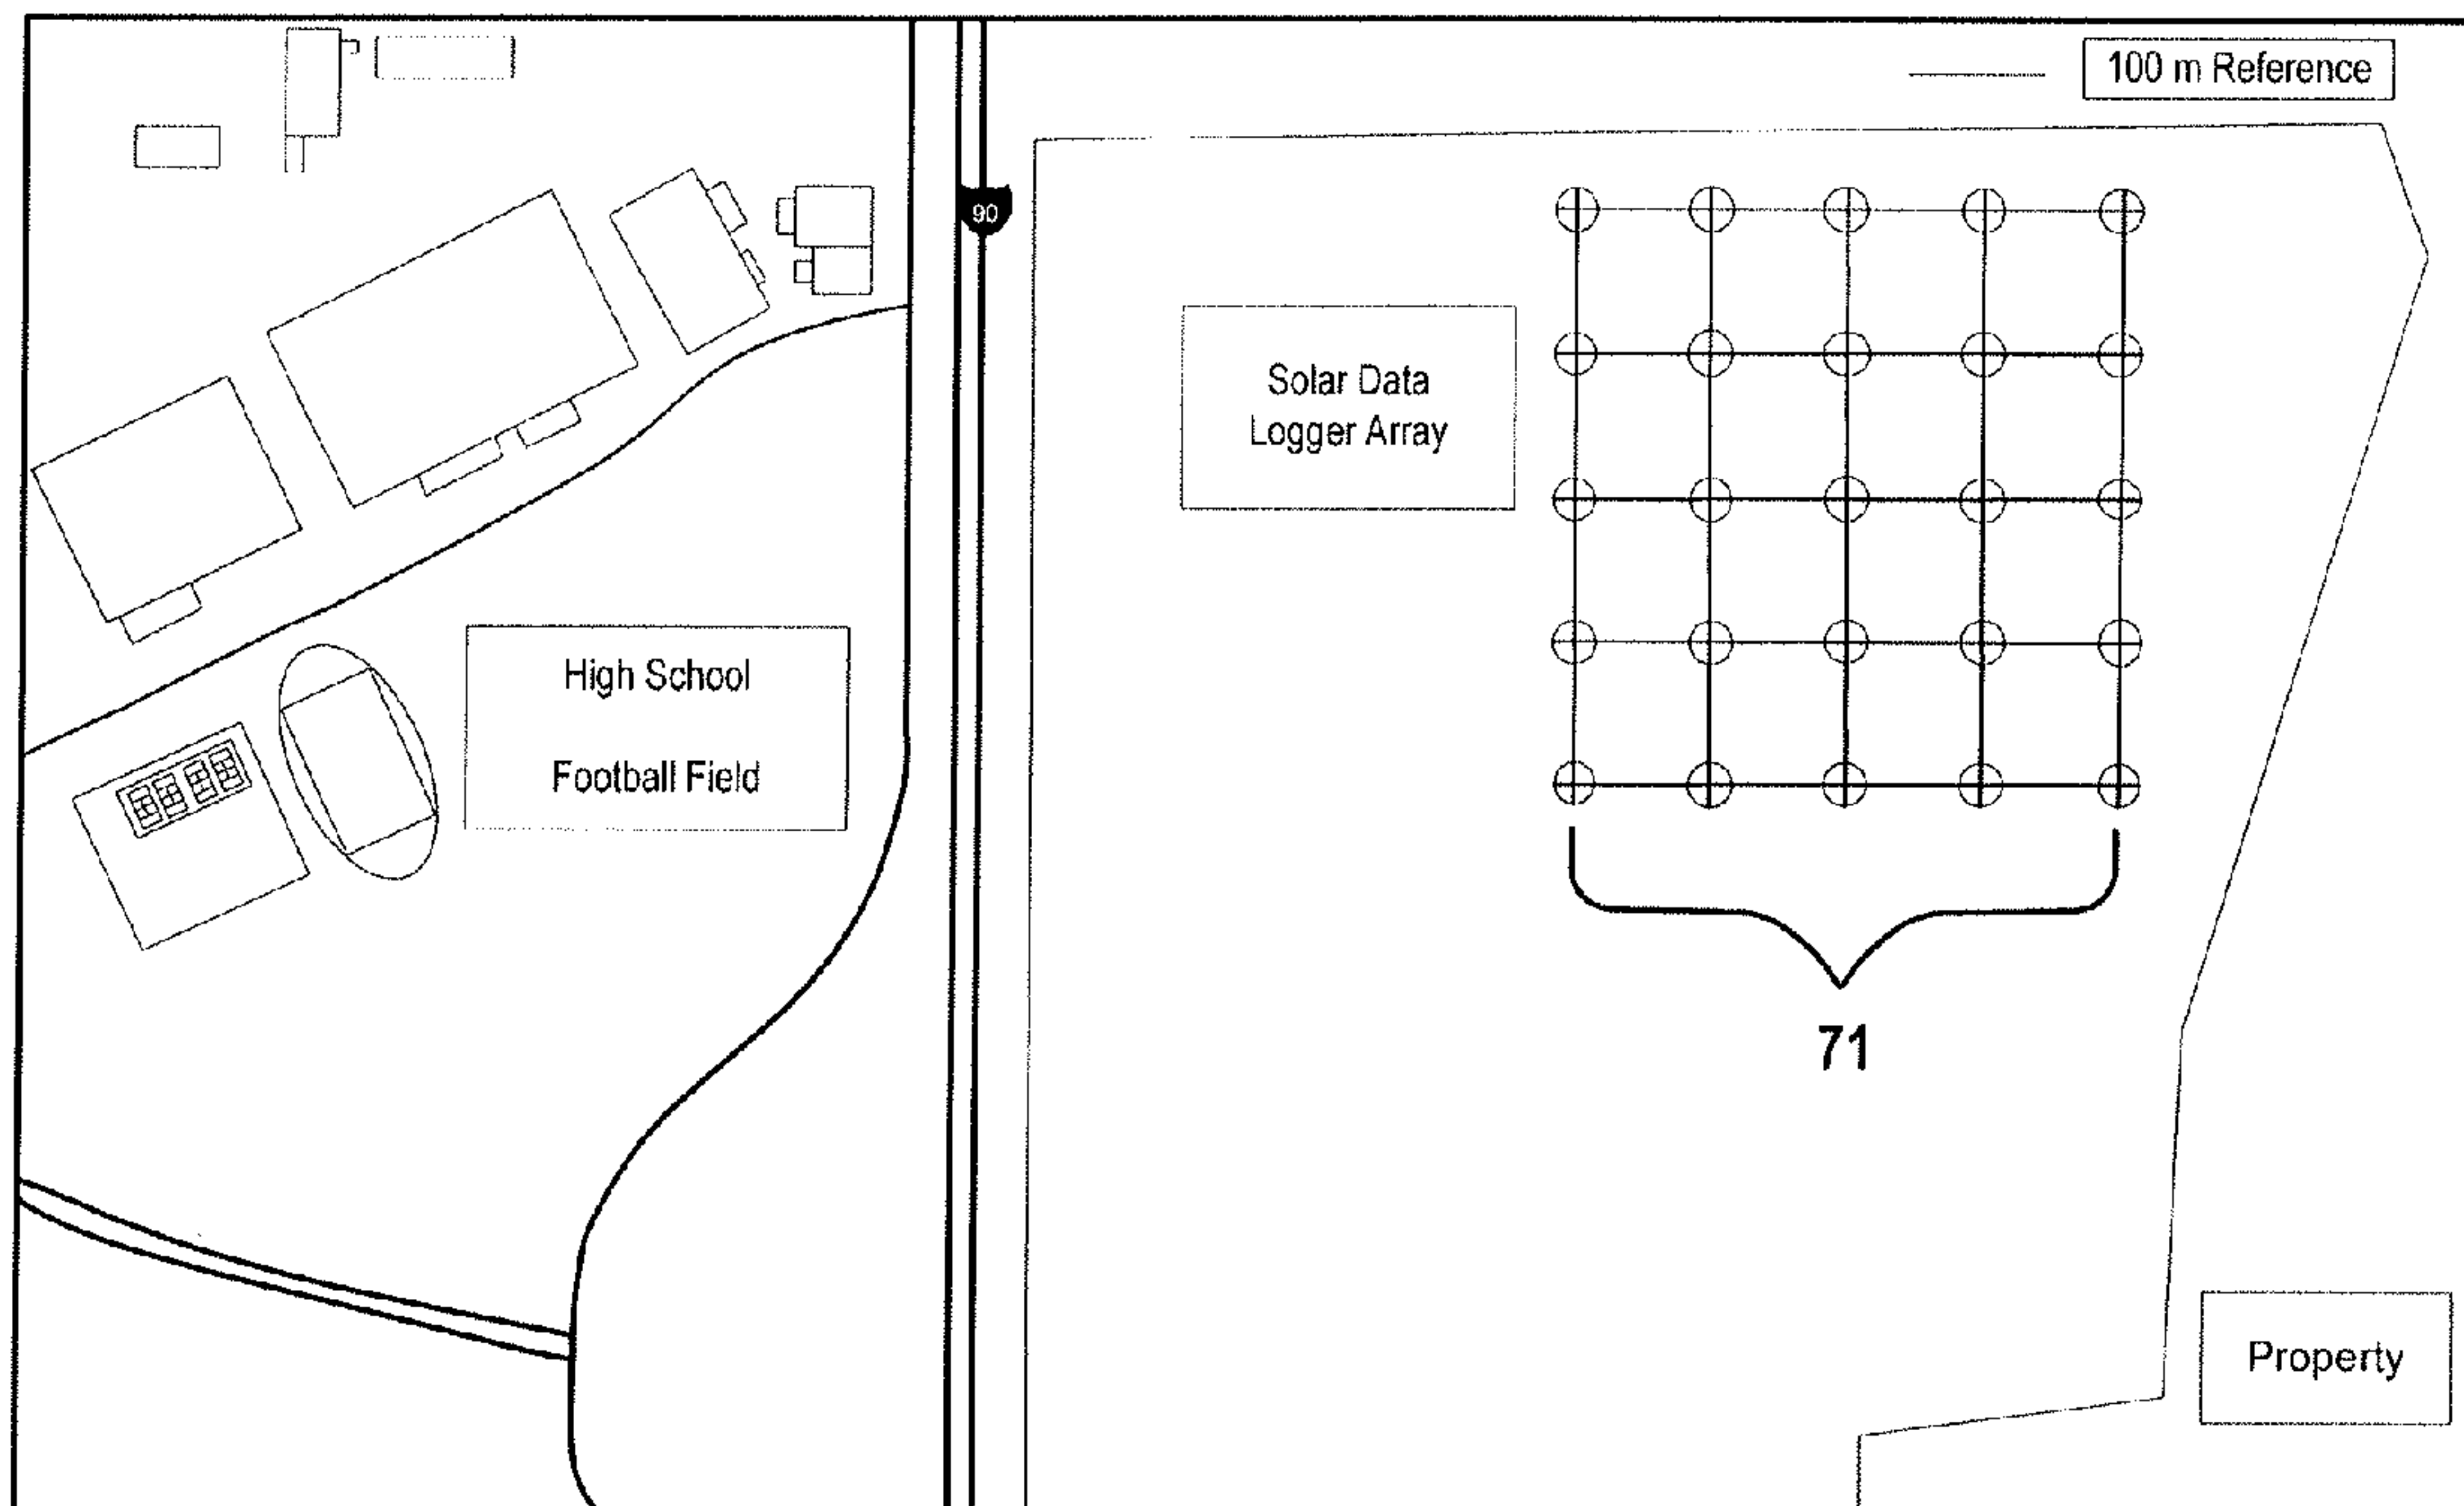 100 m Reference
90
Solar Data
Logger Array
High School
Football Field
71
Property